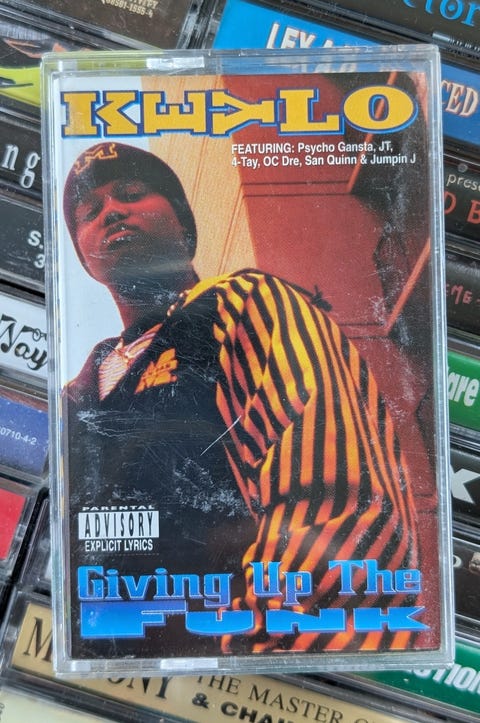 KEYLO
FEATURING: Psycho Gansta, JT,
4-Tay, OC Dre, San Quinn & Jumpin J
M
PARENTAL
ADVISORY
EXPLICIT LYRICS
Giving Up The
FUNK
THE MASTER
& CHA